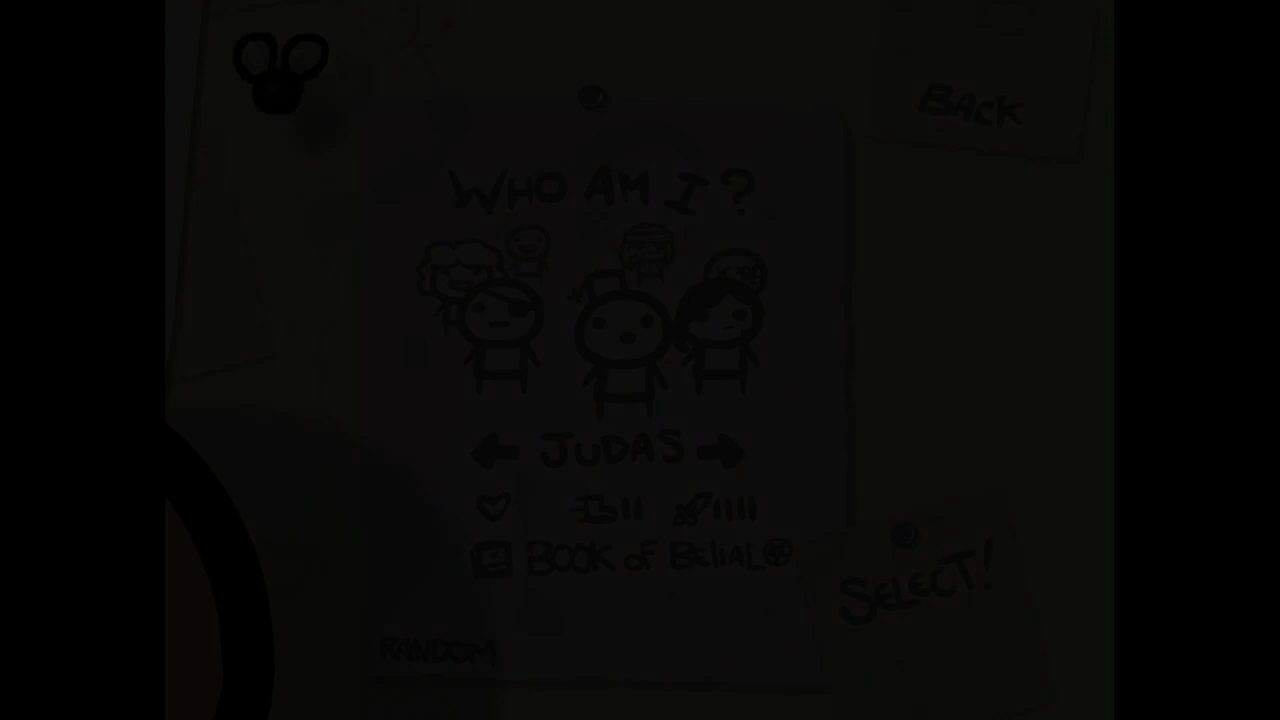 BACK
WHO AM I?
JUDAS
BOOK OF BELIAL
SELECT!
RANDOM